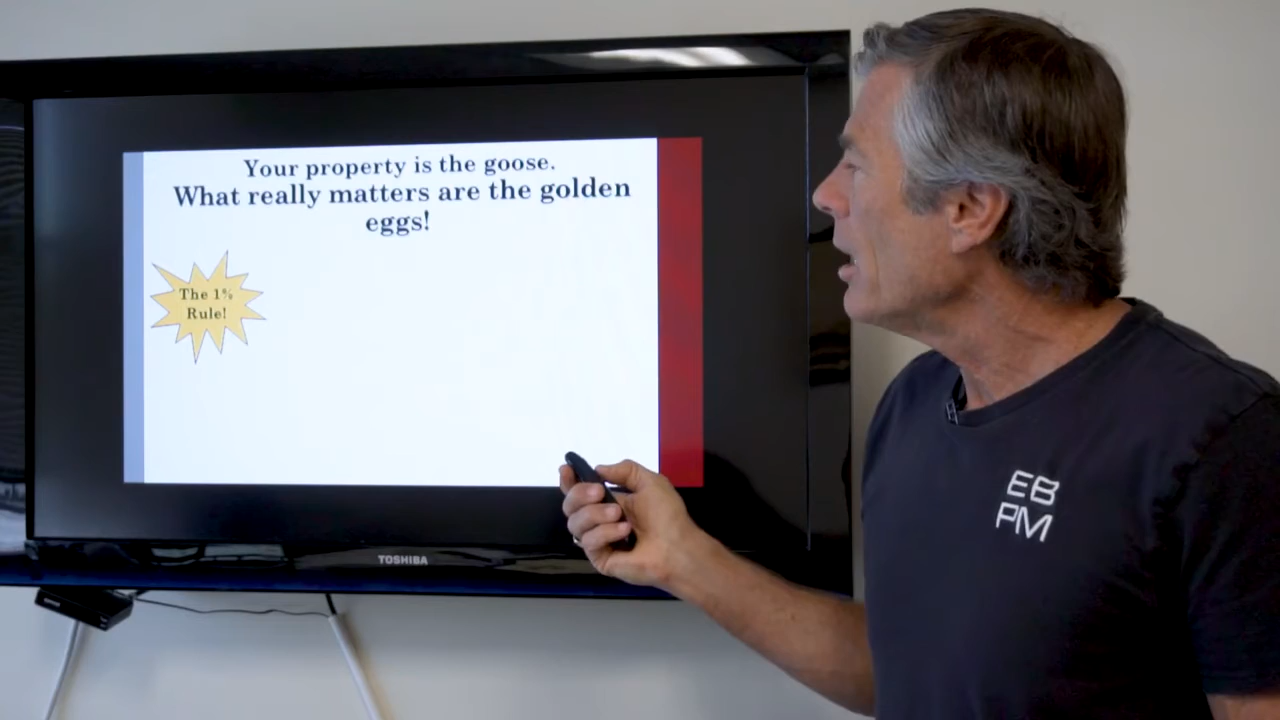 Your property is the goose.
What really matters are the golden
eggs!
The 1%
Rule!
TOSHIBA
EB
PM